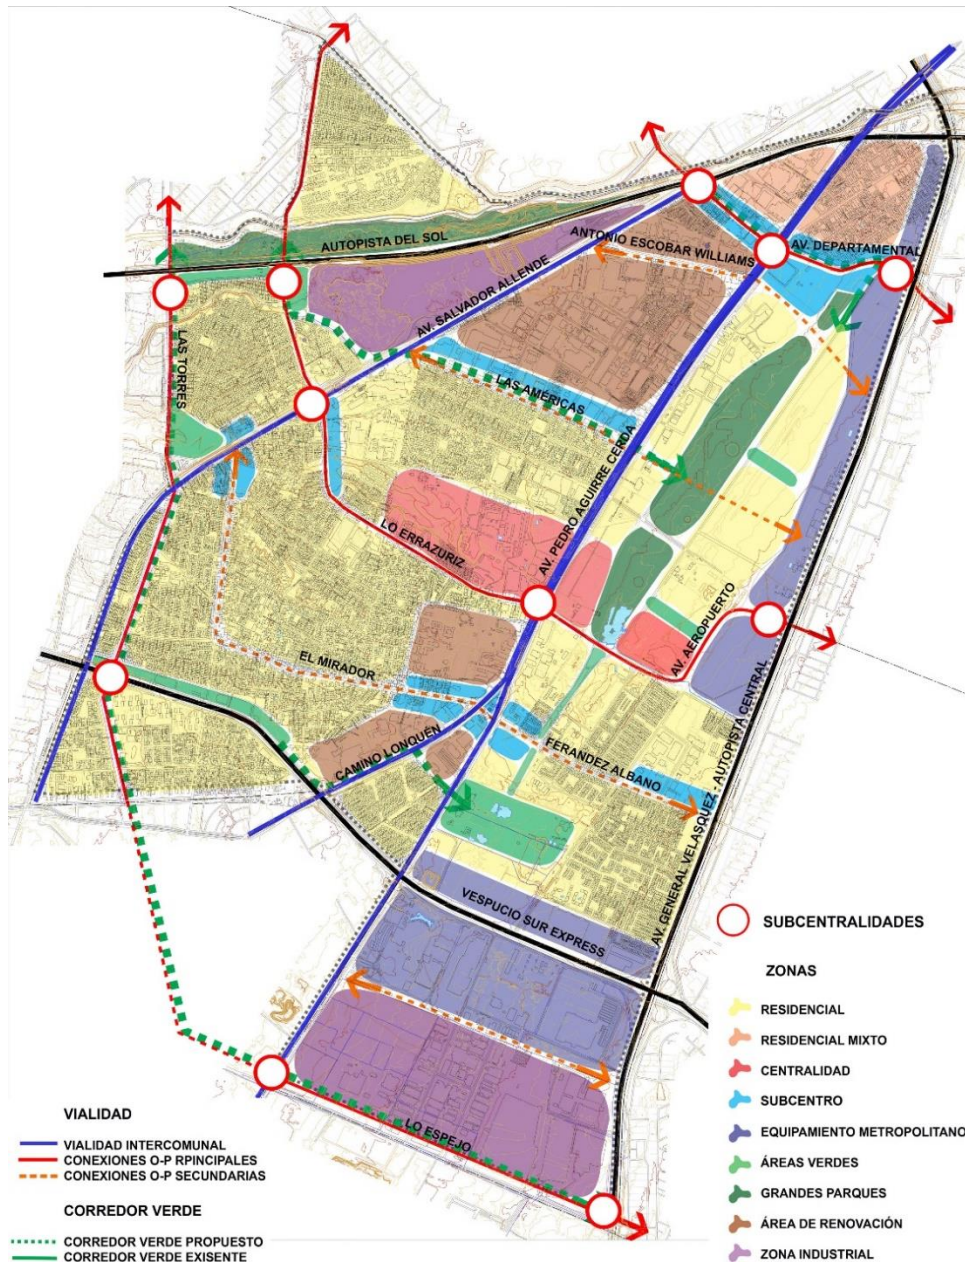 AUTOPISTA DEL SOL
ANTONIO ESCOBAR WILLIAMS
AV. DEPARTAMENTAL
AV. SALVADOR ALLENDE
LAS TORRES
LAS AMÉRICAS
AV. PEDRO AGUIRRE CERDA
LO ERRAZURIZ
AV. AEROPUERTO
EL MIRADOR
CAMINO LONQUÉN
FERANDEZ ALBANO
AV. GENERAL VELASQUEZ - AUTOPISTA CENTRAL
VESPUCIO SUR EXPRESS
LO ESPEJO
SUBCENTRALIDADES
ZONAS
RESIDENCIAL
RESIDENCIAL MIXTO
CENTRALIDAD
SUBCENTRO
EQUIPAMIENTO METROPOLITANO
ÁREAS VERDES
GRANDES PARQUES
ÁREA DE RENOVACIÓN
ZONA INDUSTRIAL
VIALIDAD
VIALIDAD INTERCOMUNAL
CONEXIONES O-P RPINCIPALES
CONEXIONES O-P SECUNDARIAS
CORREDOR VERDE
CORREDOR VERDE PROPUESTO
CORREDOR VERDE EXISENTE